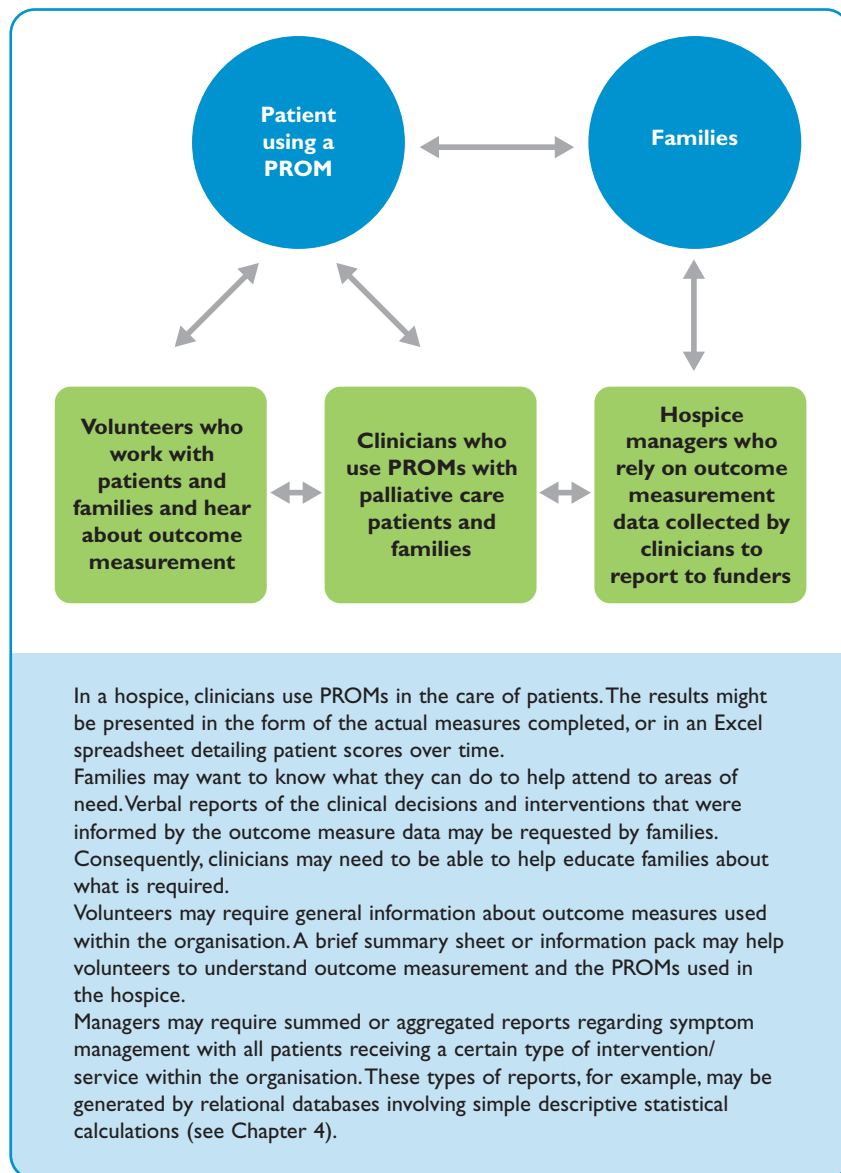 Patient
using a
PROM
Families
Volunteers who
work with
patients and
families and hear
about outcome
measurement
Clinicians who
use PROMs with
palliative care
patients and
families
Hospice
managers who
rely on outcome
measurement
data collected by
clinicians to
report to funders
In a hospice, clinicians use PROMs in the care of patients. The results might
be presented in the form of the actual measures completed, or in an Excel
spreadsheet detailing patient scores over time.
Families may want to know what they can do to help attend to areas of
need. Verbal reports of the clinical decisions and interventions that were
informed by the outcome measure data may be requested by families.
Consequently, clinicians may need to be able to help educate families about
what is required.
Volunteers may require general information about outcome measures used
within the organisation. A brief summary sheet or information pack may help
volunteers to understand outcome measurement and the PROMs used in
the hospice.
Managers may require summed or aggregated reports regarding symptom
management with all patients receiving a certain type of intervention/
service within the organisation. These types of reports, for example, may be
generated by relational databases involving simple descriptive statistical
calculations (see Chapter 4).